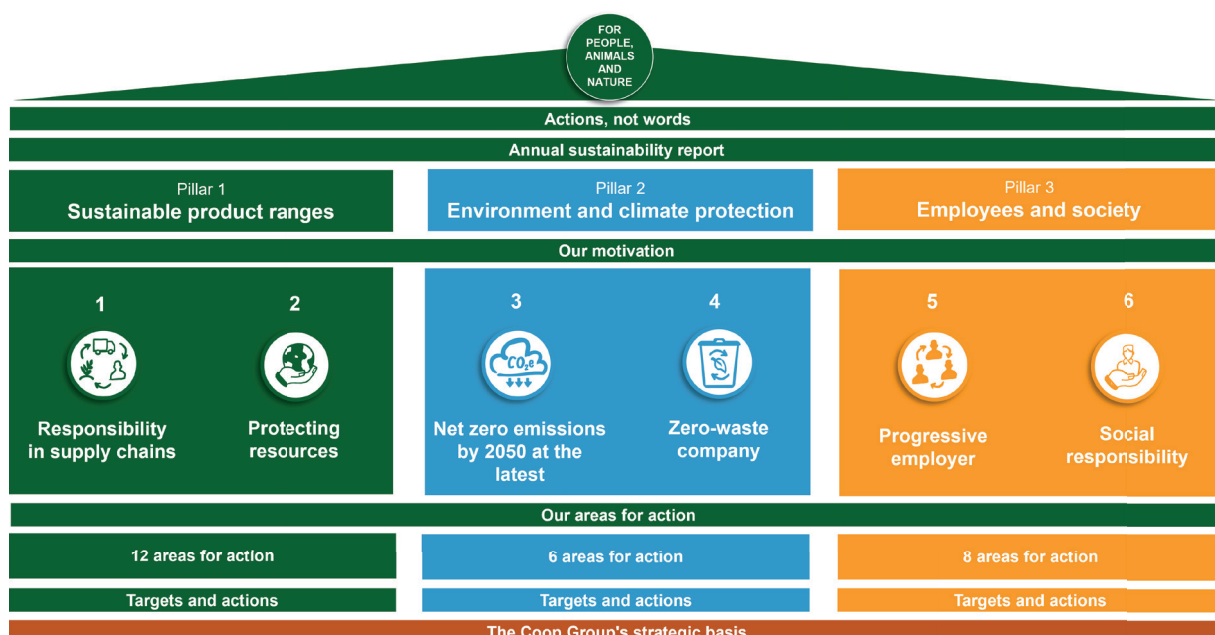 FOR
PEOPLE,
ANIMALS
AND
NATURE
Actions, not words
Annual sustainability report
Pillar 1
Sustainable product ranges
Pillar 2
Environment and climate protection
Pillar 3
Employees and society
Our motivation
1
Responsibility
in supply chains
2
Protecting
resources
3
CO₂e
Net zero emissions
by 2050 at the
latest
4
Zero-waste
company
5
Progressive
employer
6
Social
responsibility
Our areas for action
12 areas for action
6 areas for action
8 areas for action
Targets and actions
Targets and actions
Targets and actions
The Coop Group's strategic basis